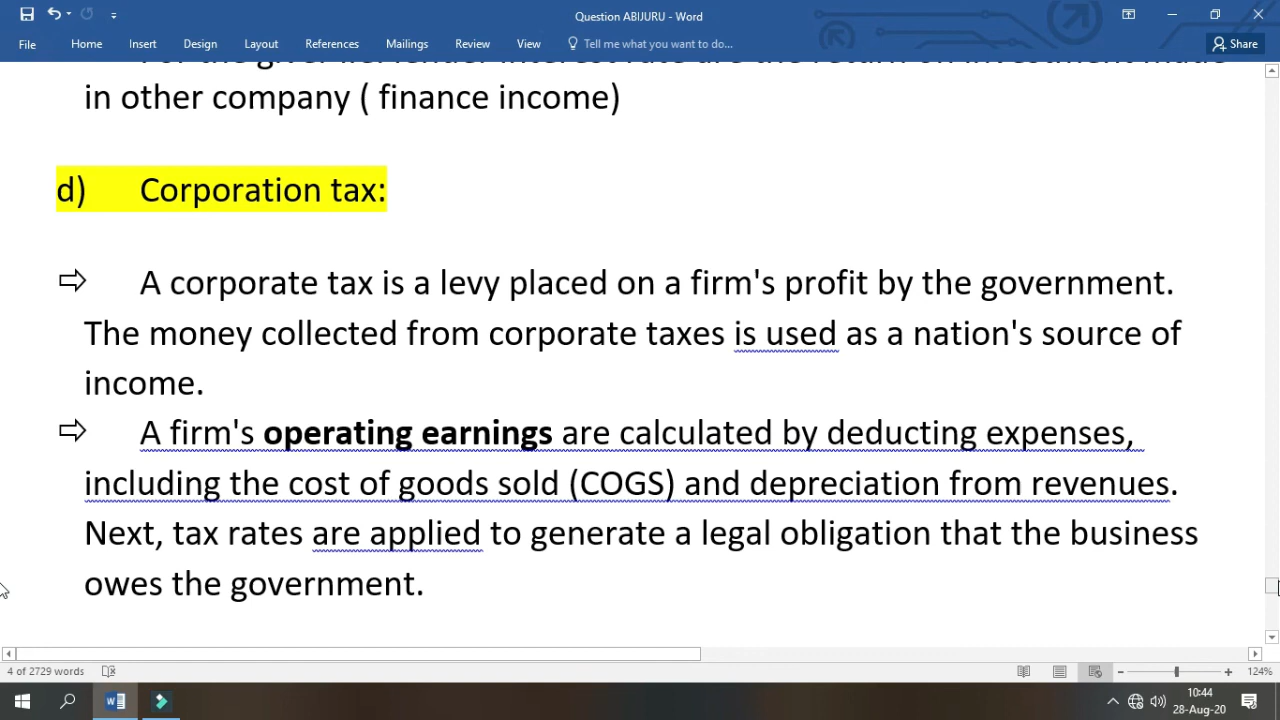 Question ABIJURU - Word
File Home Insert Design Layout References Mailings Review View Tell me what you want to do... Share
in other company ( finance income)
d) Corporation tax:
⇨ A corporate tax is a levy placed on a firm's profit by the government.
The money collected from corporate taxes is used as a nation's source of
income.
⇨ A firm's operating earnings are calculated by deducting expenses,
including the cost of goods sold (COGS) and depreciation from revenues.
Next, tax rates are applied to generate a legal obligation that the business
owes the government.
4 of 2729 words 124%
10:44
28-Aug-20